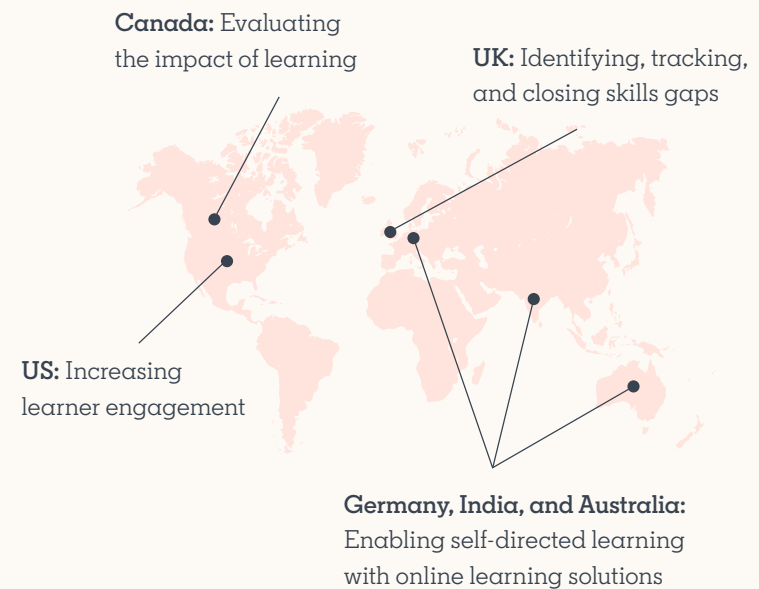 Canada: Evaluating
the impact of learning
UK: Identifying, tracking,
and closing skills gaps
US: Increasing
learner engagement
Germany, India, and Australia:
Enabling self-directed learning
with online learning solutions